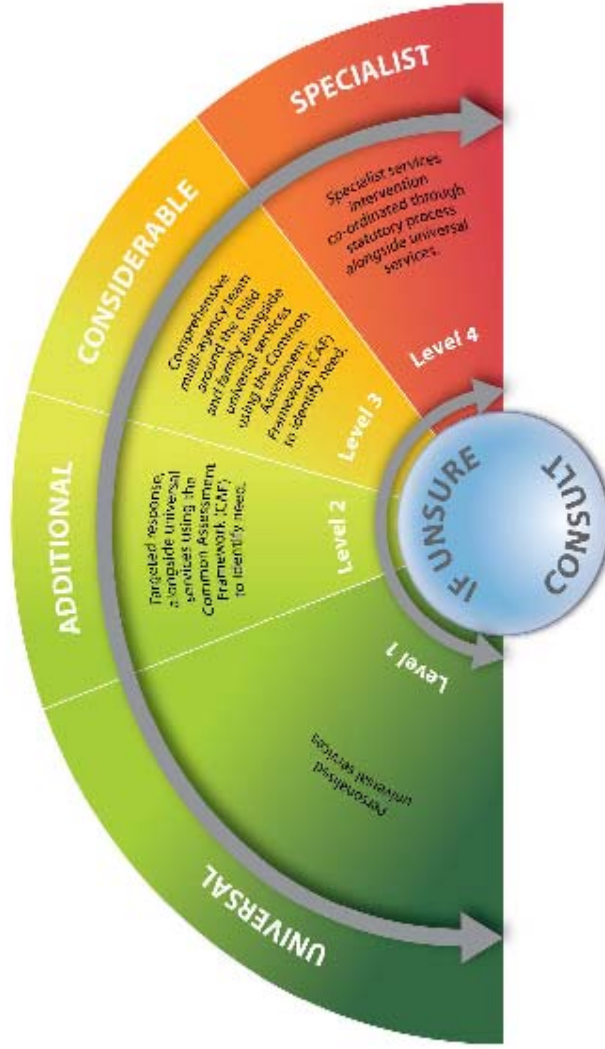 UNIVERSAL
Level 1
Personalised
universal services
ADDITIONAL
Level 2
Targeted response,
alongside universal
services using the
Common Assessment
Framework (CAF)
to identify need.
CONSIDERABLE
Level 3
Comprehensive
multi-agency team
around the child
and family alongside
universal services
using the Common
Assessment
Framework (CAF)
to identify need.
SPECIALIST
Level 4
Specialist services
intervention
co-ordinated through
statutory process
alongside universal
services.
IF UNSURE
CONSULT